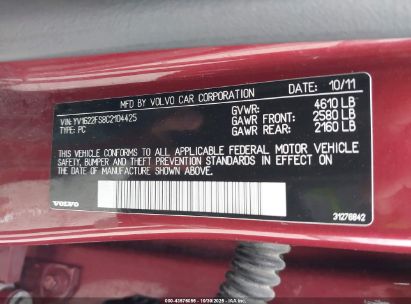 MFD BY VOLVO CAR CORPORATION
DATE 10/11
VIN: YV1622FS8C2104425
TYPE: PC
GVWR: 4610 LB
GAWR FRONT: 2580 LB
GAWR REAR: 2160 LB
THIS VEHICLE CONFORMS TO ALL APPLICABLE FEDERAL MOTOR VEHICLE
SAFETY, BUMPER AND THEFT PREVENTION STANDARDS IN EFFECT ON
THE DATE OF MANUFACTURE SHOWN ABOVE.
VOLVO
31276842